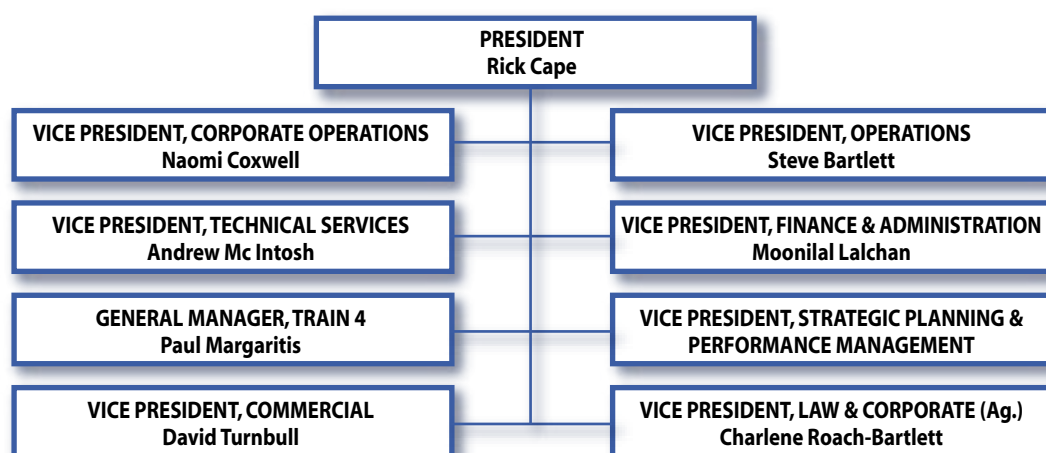 PRESIDENT
Rick Cape
VICE PRESIDENT, CORPORATE OPERATIONS
Naomi Coxwell
VICE PRESIDENT, OPERATIONS
Steve Bartlett
VICE PRESIDENT, TECHNICAL SERVICES
Andrew Mc Intosh
VICE PRESIDENT, FINANCE & ADMINISTRATION
Moonilal Lalchan
GENERAL MANAGER, TRAIN 4
Paul Margaritis
VICE PRESIDENT, STRATEGIC PLANNING &
PERFORMANCE MANAGEMENT
VICE PRESIDENT, COMMERCIAL
David Turnbull
VICE PRESIDENT, LAW & CORPORATE (Ag.)
Charlene Roach-Bartlett